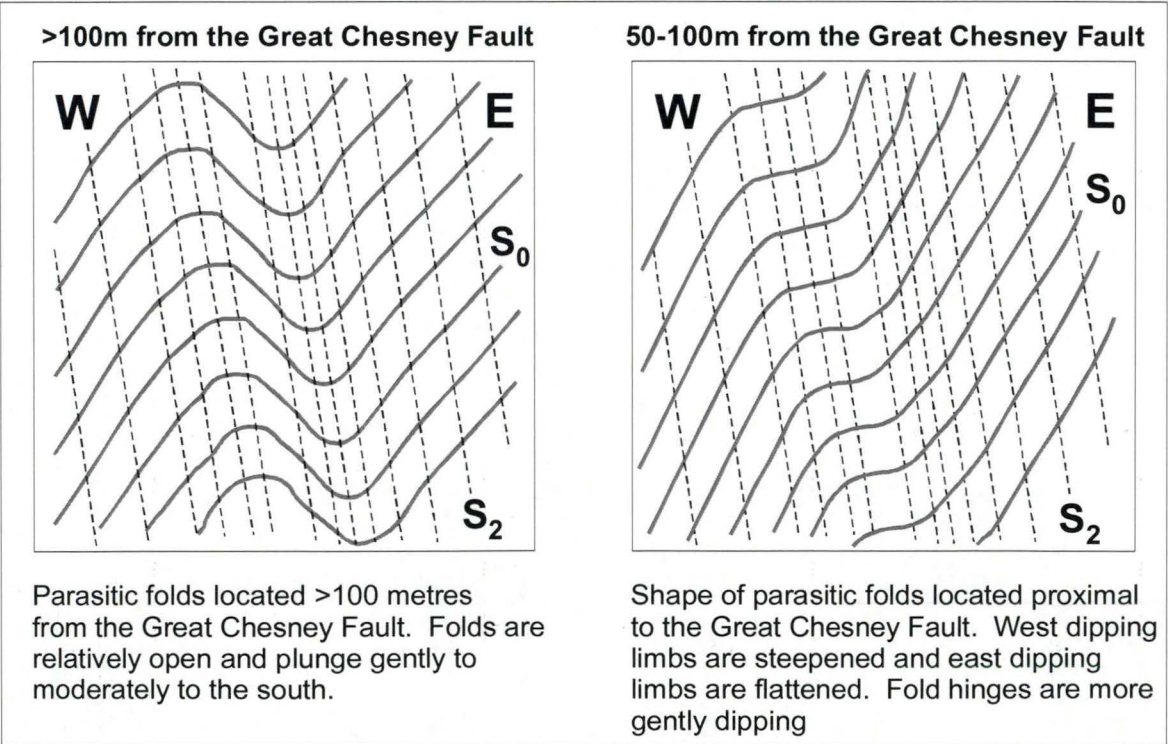 >100m from the Great Chesney Fault
W
E
S0
S2
Parasitic folds located >100 metres
from the Great Chesney Fault. Folds are
relatively open and plunge gently to
moderately to the south.
50-100m from the Great Chesney Fault
W
E
S0
S2
Shape of parasitic folds located proximal
to the Great Chesney Fault. West dipping
limbs are steepened and east dipping
limbs are flattened. Fold hinges are more
gently dipping